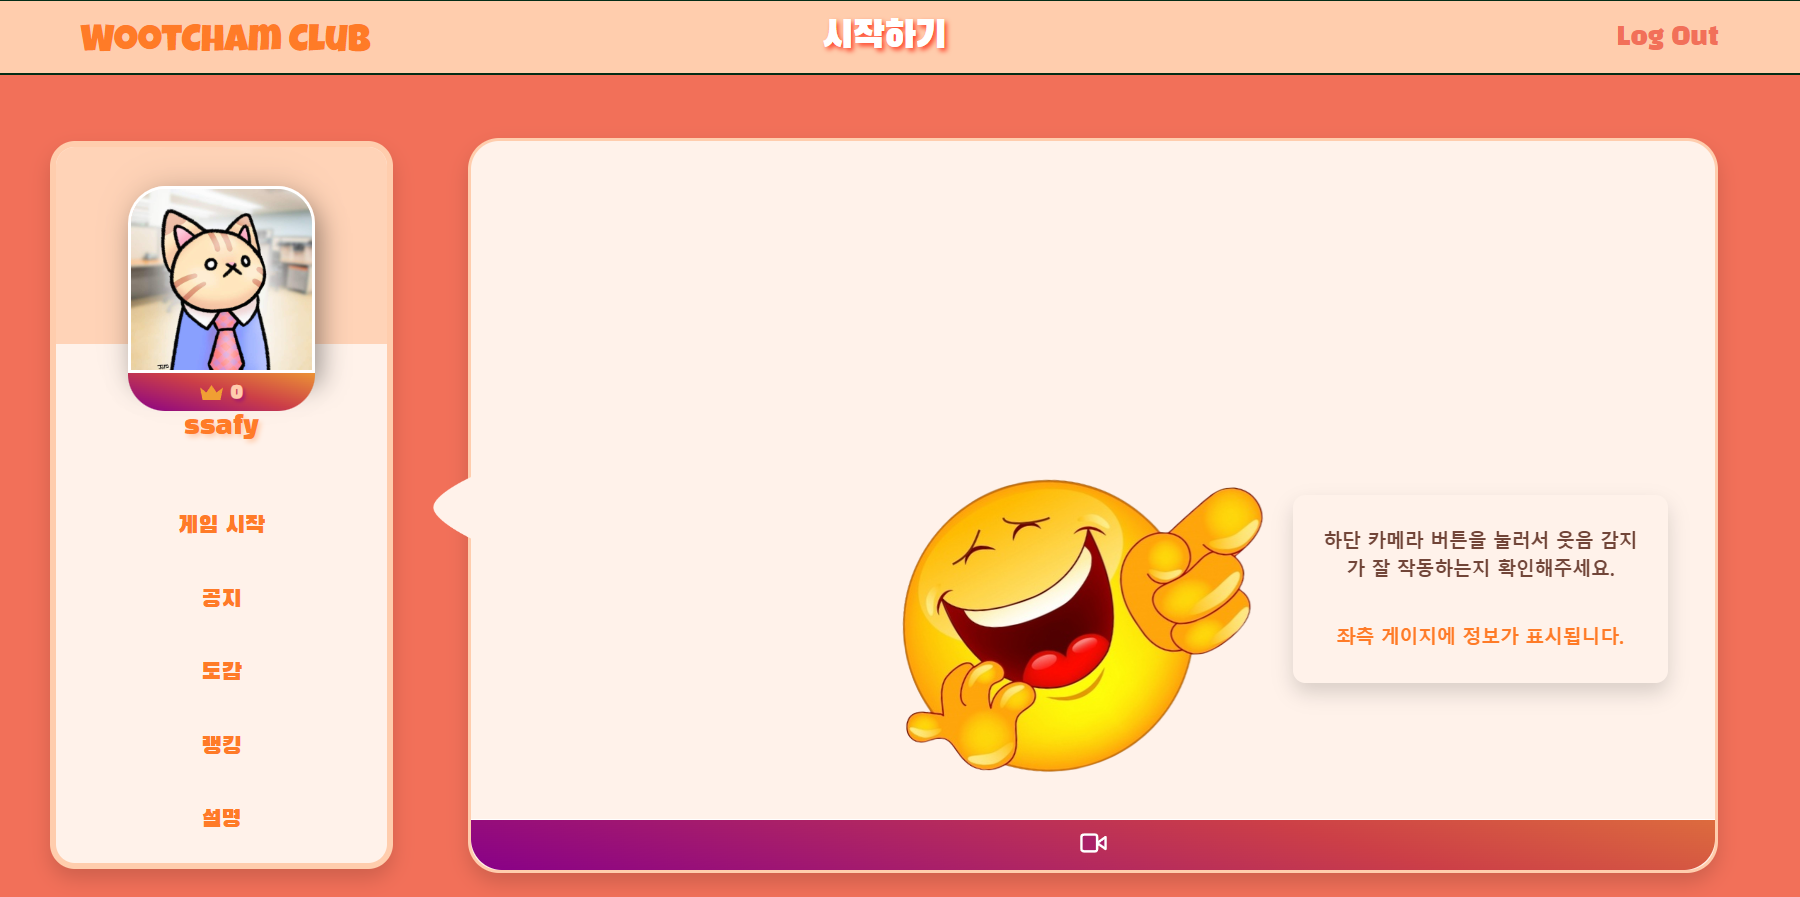 WOOTCHAM CLUB
시작하기
Log Out
0
ssafy
게임 시작
공지
도감
랭킹
설명
하단 카메라 버튼을 눌러서 웃음 감지
가 잘 작동하는지 확인해주세요.
좌측 게이지에 정보가 표시됩니다.